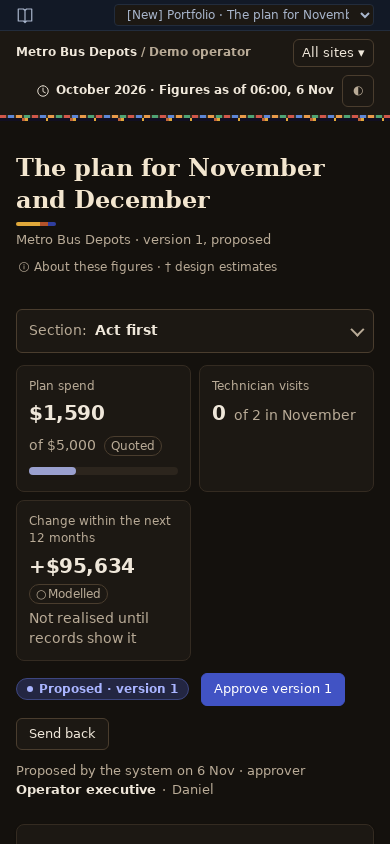 [New] Portfolio · The plan for Novemb
Metro Bus Depots / Demo operator
All sites ▾
October 2026 · Figures as of 06:00, 6 Nov
The plan for November
and December
Metro Bus Depots · version 1, proposed
ⓘ About these figures · † design estimates
Section: Act first
Plan spend
$1,590
of $5,000 Quoted
Technician visits
0 of 2 in November
Change within the next
12 months
+$95,634
Modelled
Not realised until
records show it
Proposed · version 1
Approve version 1
Send back
Proposed by the system on 6 Nov · approver
Operator executive · Daniel